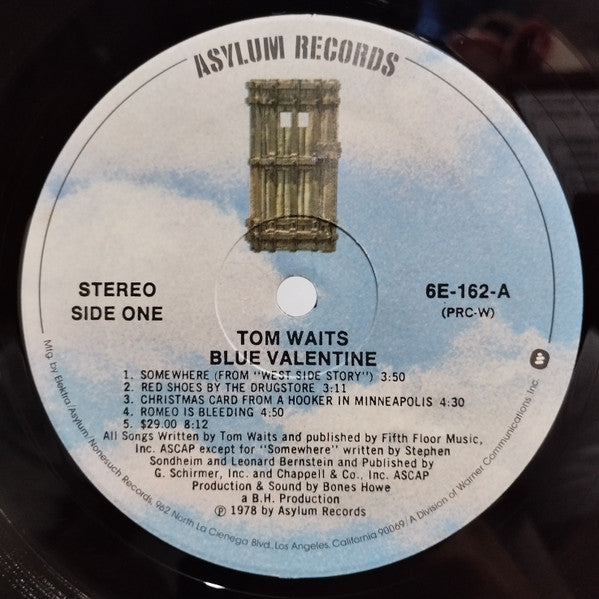 ASYLUM RECORDS
STEREO
SIDE ONE
6E-162-A
(PRC-W)
TOM WAITS
BLUE VALENTINE
1. SOMEWHERE (FROM "WEST SIDE STORY") 3:50
2. RED SHOES BY THE DRUGSTORE 3:11
3. CHRISTMAS CARD FROM A HOOKER IN MINNEAPOLIS 4:30
4. ROMEO IS BLEEDING 4:50
5. $29.00 8:12
All Songs Written by Tom Waits and published by Fifth Floor Music,
Inc. ASCAP except for "Somewhere" written by Stephen
Sondheim and Leonard Bernstein and Published by
G. Schirmer, Inc. and Chappell & Co., Inc. ASCAP
Production & Sound by Bones Howe
a B.H. Production
℗ 1978 by Asylum Records
Mfg. by Elektra/Asylum/Nonesuch Records, 962 North La Cienega Blvd., Los Angeles, California 90069/A Division of Warner Communications Inc.